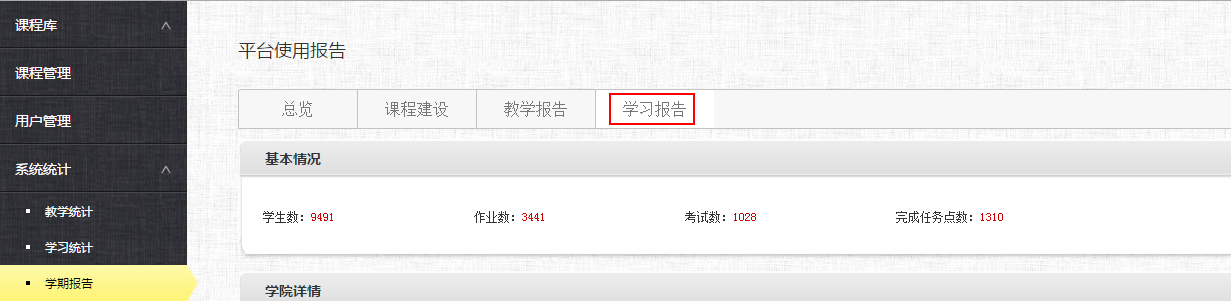 课程库
课程管理
用户管理
系统统计
教学统计
学习统计
学期报告
平台使用报告
总览 课程建设 教学报告 学习报告
基本情况
学生数：9491 作业数：3441 考试数：1028 完成任务点数：1310
学院详情